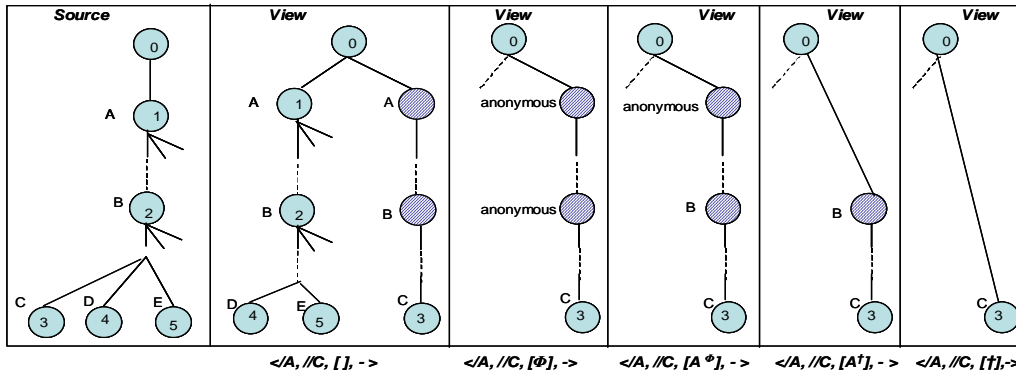 Source View View View View View
0 0 0 0 0 0
A 1 A 1 A anonymous anonymous
B 2 B 2 B anonymous B B
C D E D E C C C C C
3 4 5 4 5 3 3 3 3 3
</A, //C, [ ], - > </A, //C, [Φ], -> </A, //C, [A Φ], - > </A, //C, [A†], - > </A, //C, [†],- >